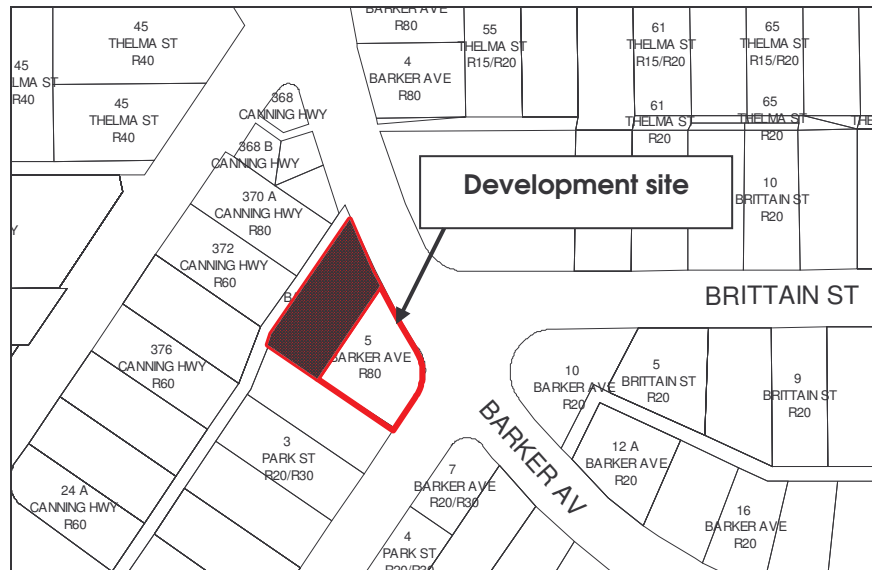 BARKER AVE
R80
45
THELMA ST
R40
55
THELMA ST
R15/R20
61
THELMA ST
R15/R20
65
THELMA ST
R15/R20
45
LMA ST
R40
4
BARKER AVE
R80
45
THELMA ST
R40
368
CANNING HWY
61
THELMA ST
R20
65
THELMA ST
R20
THE
368 B
CANNING HWY
370 A
CANNING HWY
R80
Development site
10
BRITTAIN ST
R20
Y
372
CANNING HWY
R60
B
BRITTAIN ST
5
BARKER AVE
R80
376
CANNING HWY
R60
10
BARKER AVE
R20
5
BRITTAIN ST
R20
9
BRITTAIN ST
R20
BARKER AV
3
PARK ST
R20/R30
12 A
BARKER AVE
R20
7
BARKER AVE
R20/R30
24 A
CANNING HWY
R60
16
BARKER AVE
R20
4
PARK ST
R20/R30